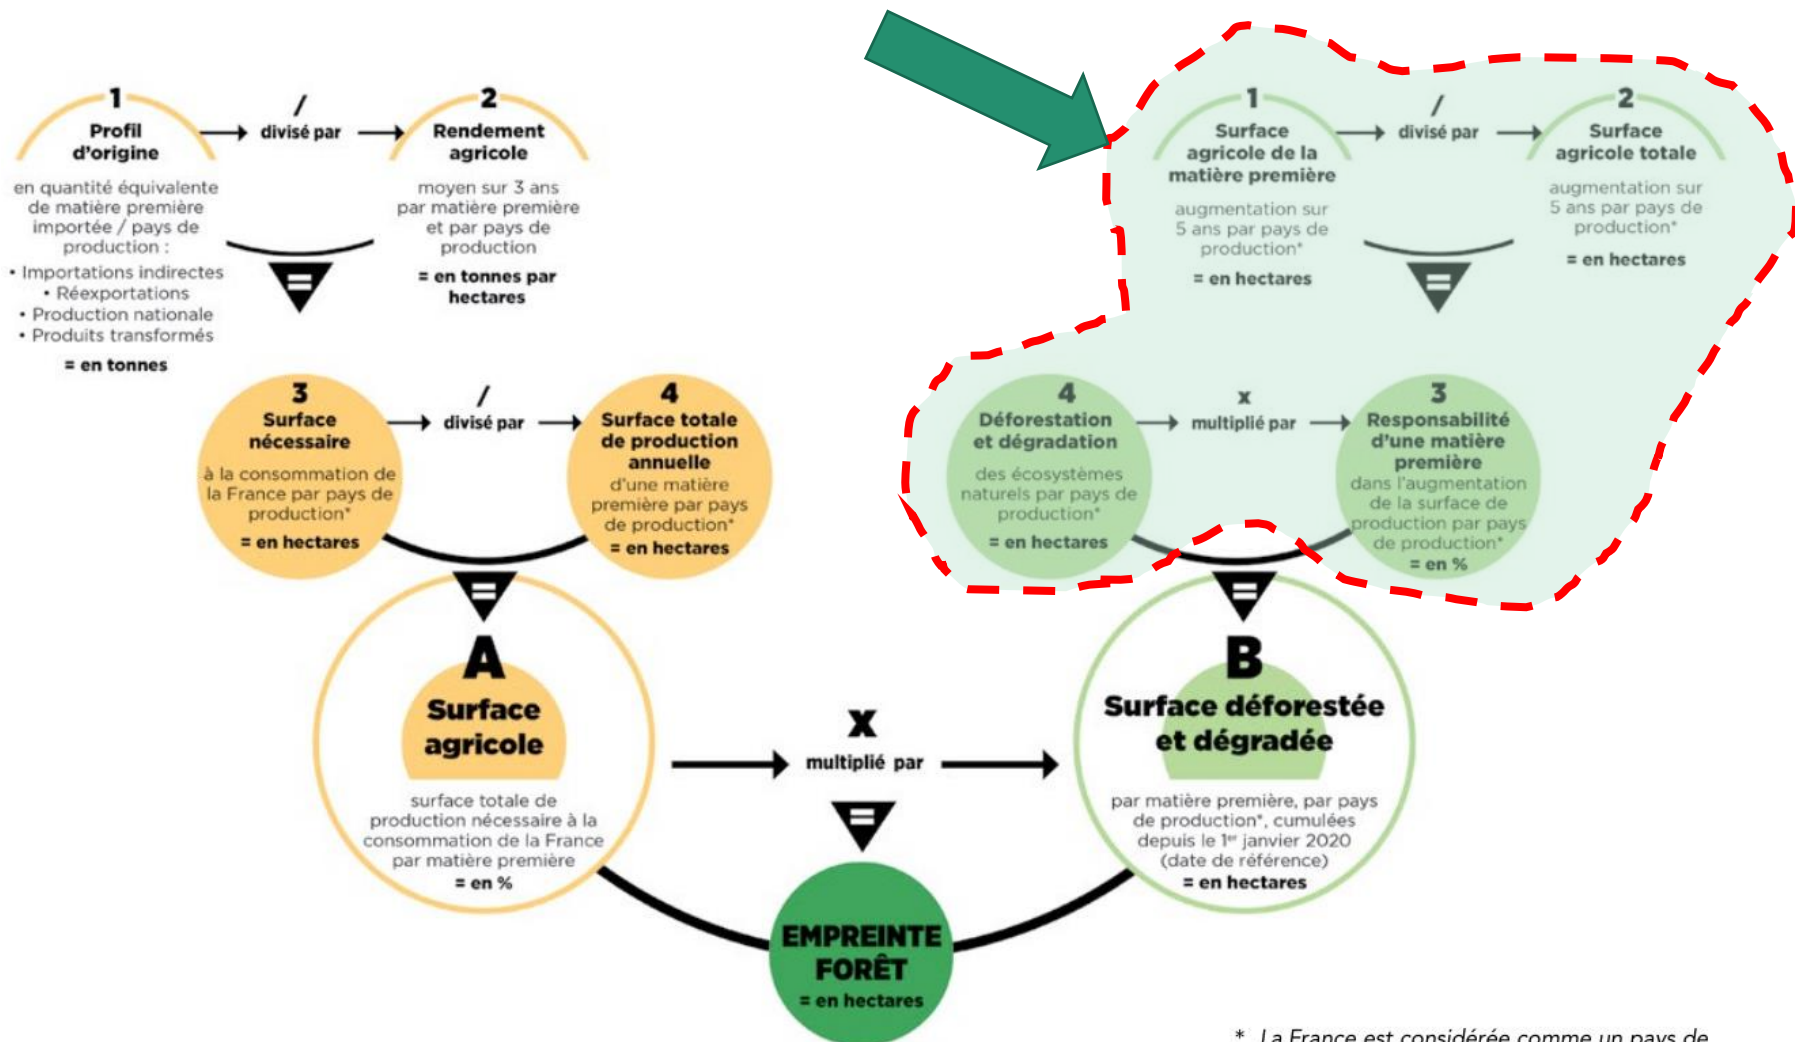 1
Profil
d'origine
/
divisé par
2
Rendement
agricole
en quantité équivalente
de matière première
importée / pays de
production :
• Importations indirectes
• Réexportations
• Production nationale
• Produits transformés
= en tonnes
moyen sur 3 ans
par matière première
et par pays de
production
= en tonnes par
hectares
=
3
Surface
nécessaire
à la consommation de
la France par pays de
production*
= en hectares
/
divisé par
4
Surface totale
de production
annuelle
d'une matière
première par pays
de production*
= en hectares
=
A
Surface
agricole
surface totale de
production nécessaire à la
consommation de la France
par matière première
= en %
1
Surface
agricole de la
matière première
augmentation sur
5 ans par pays de
production*
= en hectares
/
divisé par
2
Surface
agricole totale
augmentation sur
5 ans par pays de
production*
= en hectares
=
4
Déforestation
et dégradation
des écosystèmes
naturels par pays de
production*
= en hectares
x
multiplié par
3
Responsabilité
d'une matière
première
dans l'augmentation
de la surface de
production par pays
de production*
= en %
=
B
Surface déforestée
et dégradée
par matière première, par pays
de production*, cumulées
depuis le 1er janvier 2020
(date de référence)
= en hectares
X
multiplié par
=
EMPREINTE
FORÊT
= en hectares
* La France est considérée comme un pays de